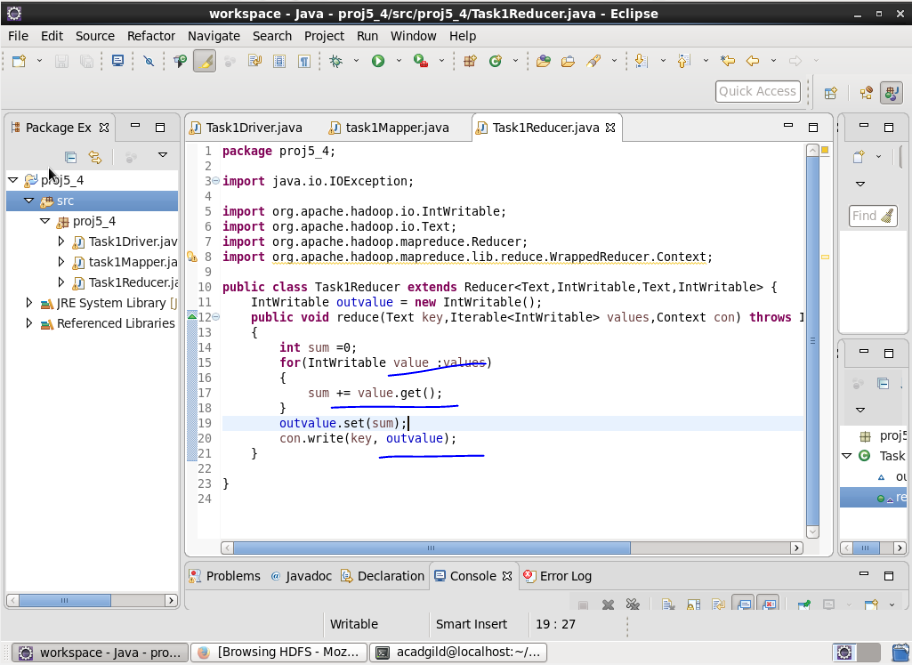 workspace - Java - proj5_4/src/proj5_4/Task1Reducer.java - Eclipse
File Edit Source Refactor Navigate Search Project Run Window Help
Quick Access
Package Ex
Task1Driver.java task1Mapper.java Task1Reducer.java
proj5_4
src
proj5_4
Task1Driver.jav
task1Mapper.ja
Task1Reducer.ja
JRE System Library [J
Referenced Libraries
1 package proj5_4;
2
3 import java.io.IOException;
4
5 import org.apache.hadoop.io.IntWritable;
6 import org.apache.hadoop.io.Text;
7 import org.apache.hadoop.mapreduce.Reducer;
8 import org.apache.hadoop.mapreduce.lib.reduce.WrappedReducer.Context;
9
10 public class Task1Reducer extends Reducer<Text,IntWritable,Text,IntWritable> {
11 IntWritable outvalue = new IntWritable();
12 public void reduce(Text key,Iterable<IntWritable> values,Context con) throws I
13 {
14 int sum =0;
15 for(IntWritable value :values)
16 {
17 sum += value.get();
18 }
19 outvalue.set(sum);
20 con.write(key, outvalue);
21 }
22
23 }
24
Find
proj5
Task
ou
re
Problems Javadoc Declaration Console Error Log
Writable Smart Insert 19 : 27
workspace - Java - pro... [Browsing HDFS - Moz... acadgild@localhost:~/...